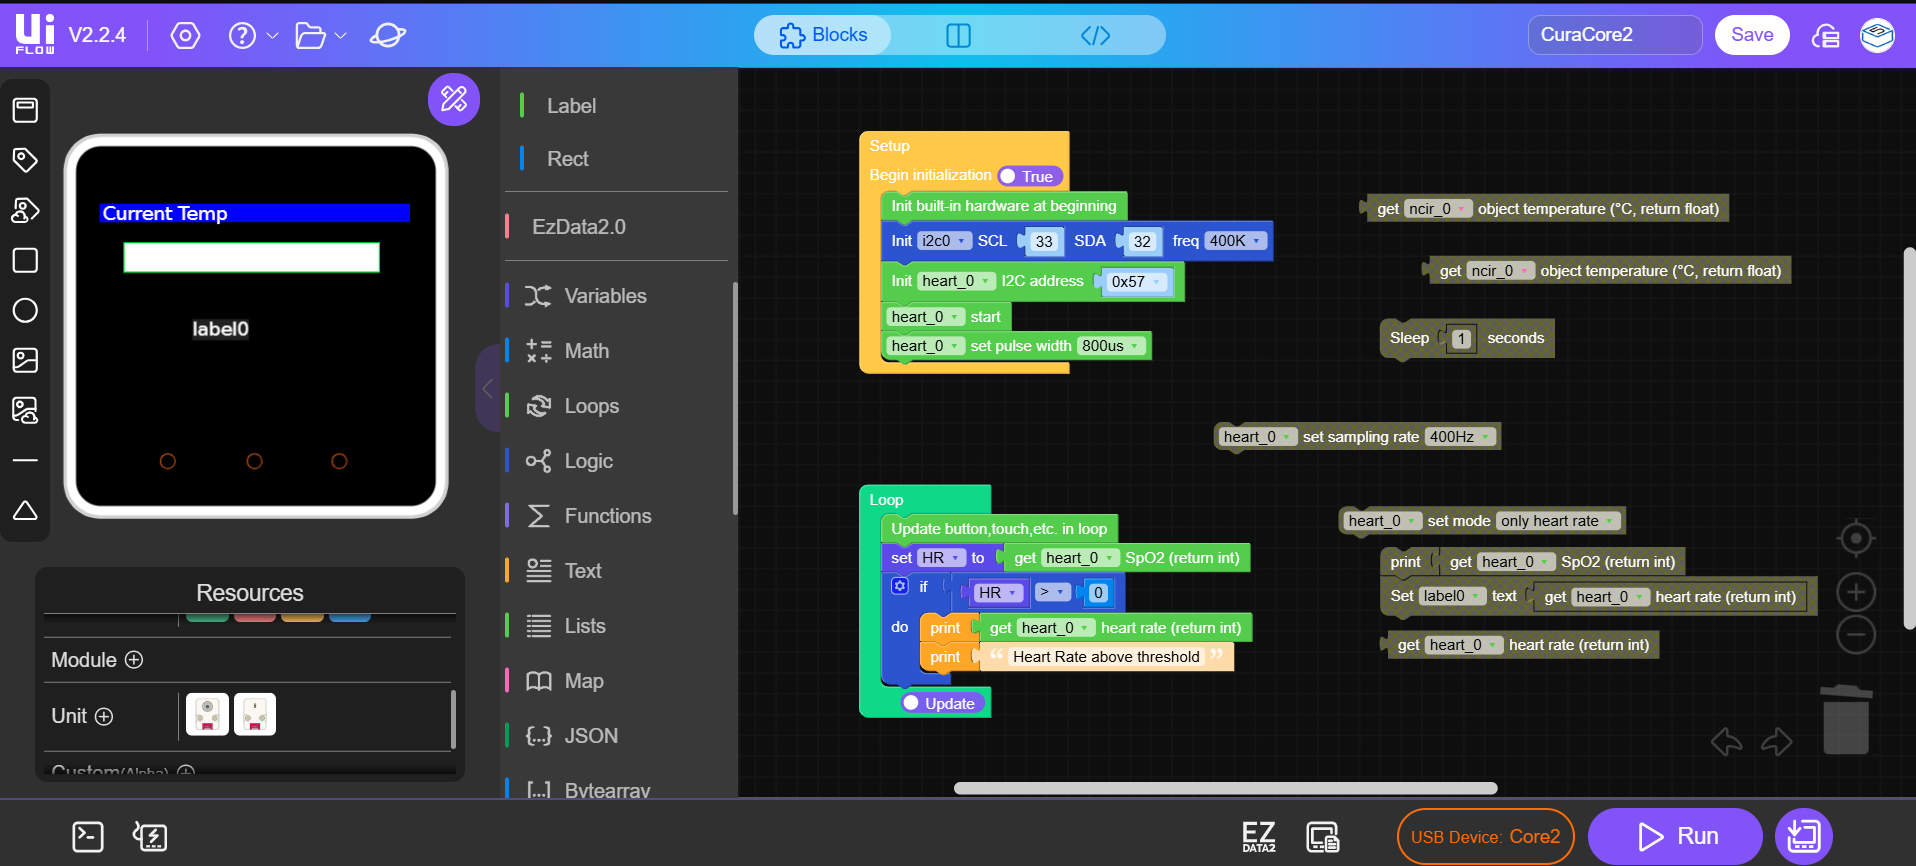 Ui
FLOW
V2.2.4
Blocks
CuraCore2
Save
Current Temp
label0
Resources
Module
Unit
Custom(Alpha)
Label
Rect
EzData2.0
Variables
Math
Loops
Logic
Functions
Text
Lists
Map
JSON
Bytearray
Setup
Begin initialization True
Init built-in hardware at beginning
Init i2c0 SCL 33 SDA 32 freq 400K
Init heart_0 I2C address 0x57
heart_0 start
heart_0 set pulse width 800us
get ncir_0 object temperature (°C, return float)
get ncir_0 object temperature (°C, return float)
Sleep 1 seconds
heart_0 set sampling rate 400Hz
Loop
Update button,touch,etc. in loop
set HR to get heart_0 SpO2 (return int)
if HR > 0
do print get heart_0 heart rate (return int)
print “ Heart Rate above threshold ”
Update
heart_0 set mode only heart rate
print get heart_0 SpO2 (return int)
Set label0 text get heart_0 heart rate (return int)
get heart_0 heart rate (return int)
EZ
DATA2
USB Device: Core2
Run